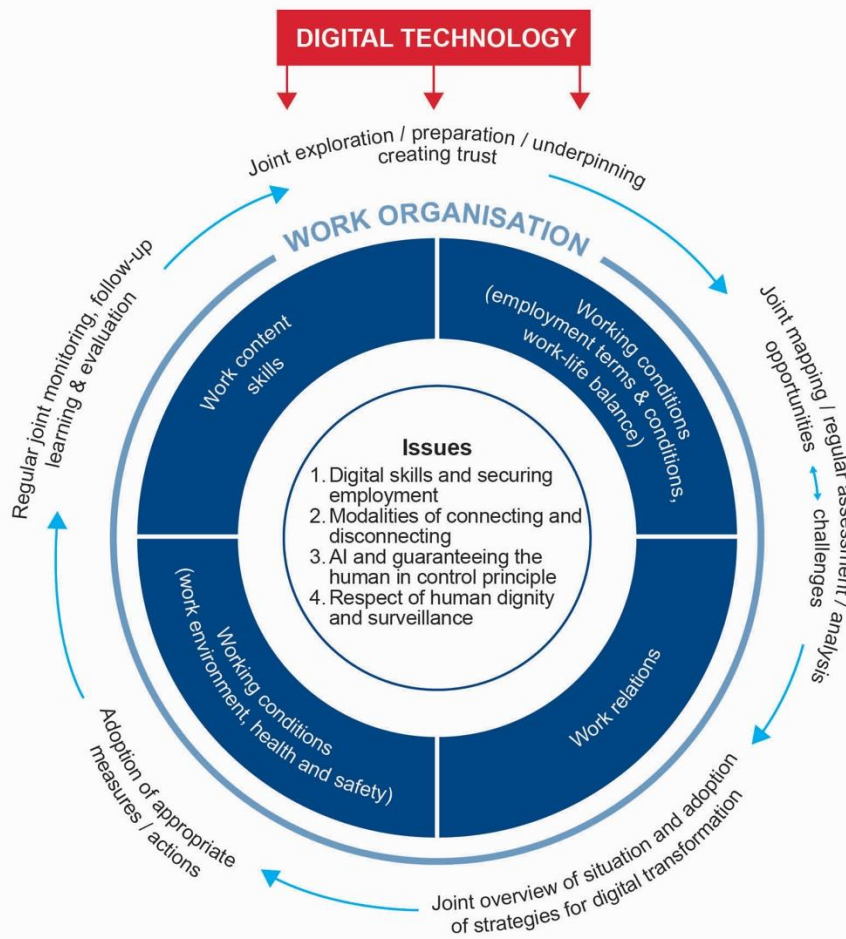 DIGITAL TECHNOLOGY
Joint exploration / preparation / underpinning
creating trust
WORK ORGANISATION
Joint mapping / regular assessment / analysis
opportunities
challenges
Joint overview of situation and adoption
of strategies for digital transformation
Adoption of appropriate
measures / actions
Regular joint monitoring, follow-up
learning & evaluation
Work content
skills
Working conditions
(employment terms & conditions,
work-life balance)
Work relations
Working conditions
(work environment, health and safety)
Issues
1. Digital skills and securing
employment
2. Modalities of connecting and
disconnecting
3. AI and guaranteeing the
human in control principle
4. Respect of human dignity
and surveillance